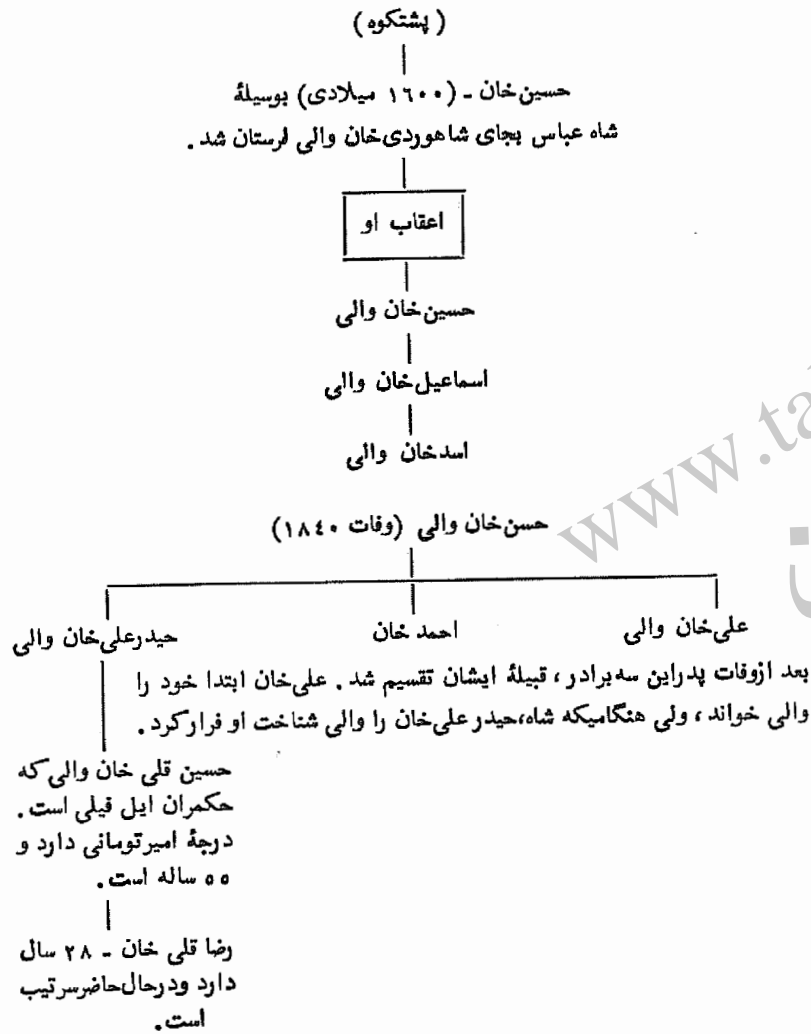 ( پشتکوه )
حسین‌خان ـ (۱۶۰۰ میلادی) بوسیلهٔ
شاه عباس بجای شاهوردی‌خان والی لرستان شد .
اعقاب او
حسین‌خان والی
اسماعیل‌خان والی
اسدخان والی
حسن‌خان والی (وفات ۱۸۴۰)
علی‌خان والی
احمد خان
حیدرعلی‌خان والی
بعد ازوفات پدراین سه‌برادر ، قبیلهٔ ایشان تقسیم شد . علی‌خان ابتدا خود را
والی خواند ، ولی هنگامیکه شاه،حیدرعلی‌خان را والی شناخت او فرارکرد .
حسین قلی خان والی که
حکمران ایل فیلی است .
درجهٔ امیرتومانی دارد و
۵۵ ساله است .
رضا قلی خان ـ ۲۸ سال
دارد ودرحال‌حاضرسرتیب
است .
www.ta